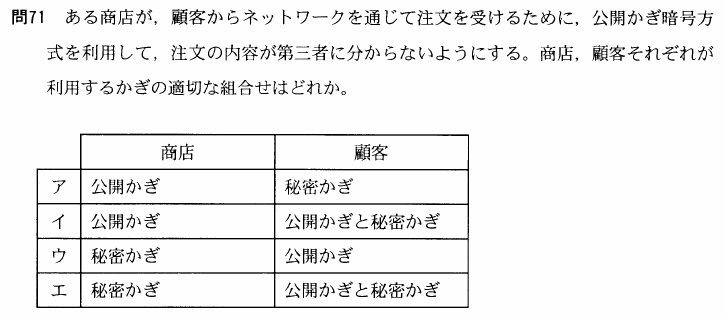 問71 ある商店が，顧客からネットワークを通じて注文を受けるために，公開かぎ暗号方
式を利用して，注文の内容が第三者に分からないようにする。商店，顧客それぞれが
利用するかぎの適切な組合せはどれか。
商店 顧客
ア 公開かぎ 秘密かぎ
イ 公開かぎ 公開かぎと秘密かぎ
ウ 秘密かぎ 公開かぎ
エ 秘密かぎ 公開かぎと秘密かぎ